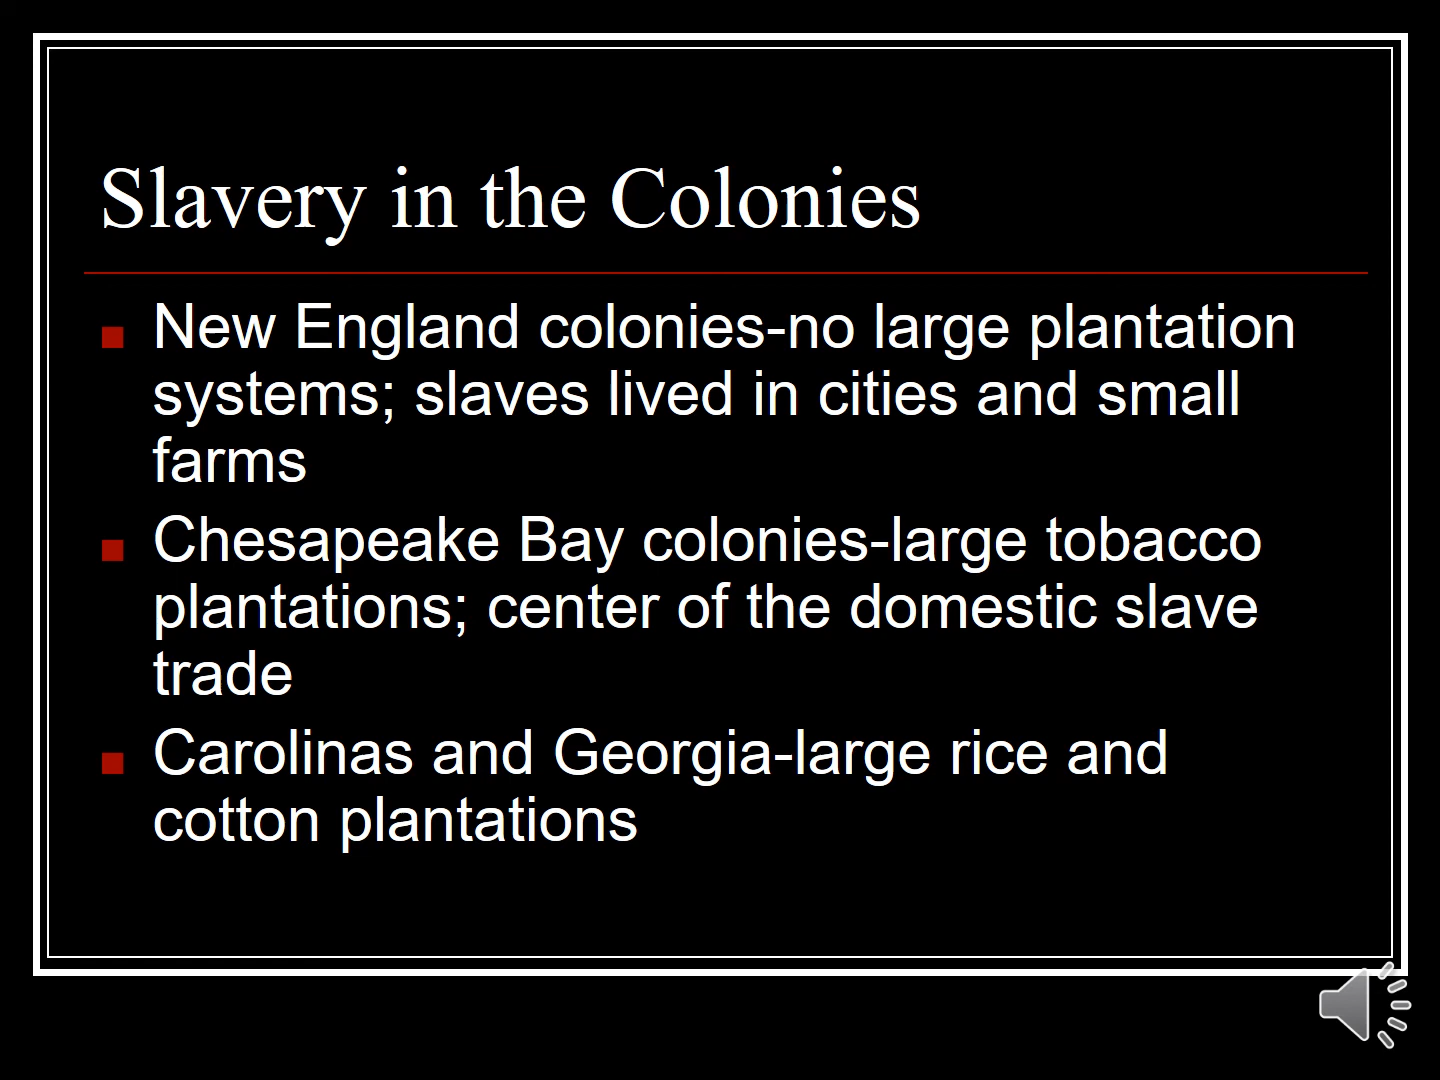 Slavery in the Colonies
New England colonies-no large plantation
systems; slaves lived in cities and small
farms
Chesapeake Bay colonies-large tobacco
plantations; center of the domestic slave
trade
Carolinas and Georgia-large rice and
cotton plantations